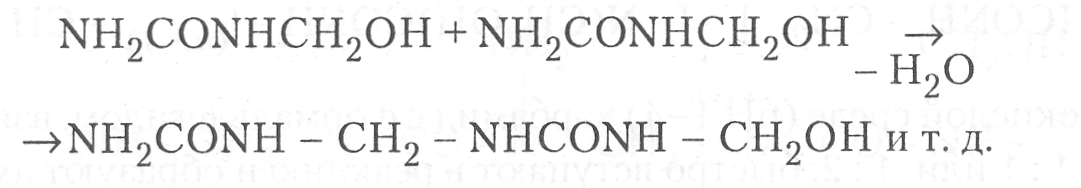 NH₂CONHCH₂OH + NH₂CONHCH₂OH →
– H₂O
→NH₂CONH – CH₂ – NHCONH – CH₂OH и т. д.